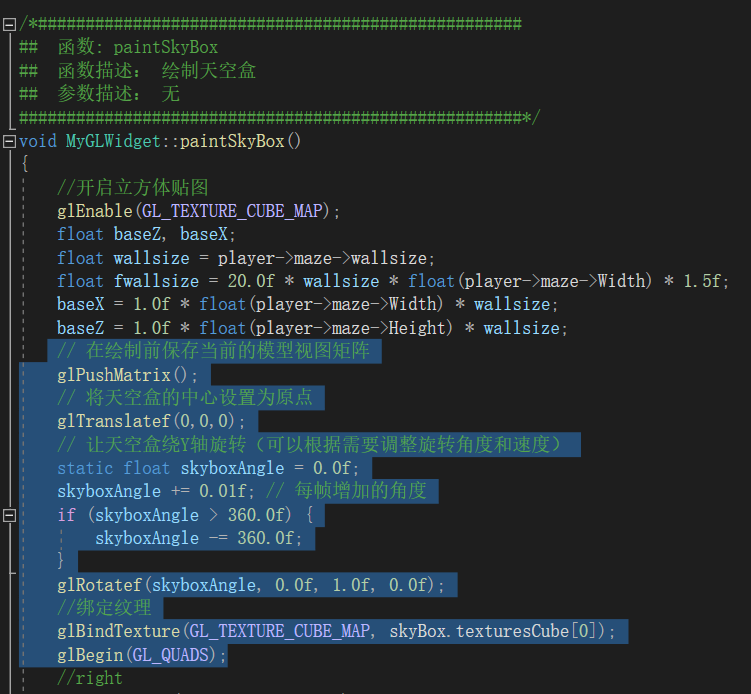 /*###################################################
##  函数: paintSkyBox
##  函数描述:  绘制天空盒
##  参数描述:  无
#####################################################*/
void MyGLWidget::paintSkyBox()
{
//开启立方体贴图
glEnable(GL_TEXTURE_CUBE_MAP);
float baseZ, baseX;
float wallsize = player->maze->wallsize;
float fwallsize = 20.0f * wallsize * float(player->maze->Width) * 1.5f;
baseX = 1.0f * float(player->maze->Width) * wallsize;
baseZ = 1.0f * float(player->maze->Height) * wallsize;
// 在绘制前保存当前的模型视图矩阵
glPushMatrix();
// 将天空盒的中心设置为原点
glTranslatef(0,0,0);
// 让天空盒绕Y轴旋转（可以根据需要调整旋转角度和速度）
static float skyboxAngle = 0.0f;
skyboxAngle += 0.01f; // 每帧增加的角度
if (skyboxAngle > 360.0f) {
skyboxAngle -= 360.0f;
}
glRotatef(skyboxAngle, 0.0f, 1.0f, 0.0f);
//绑定纹理
glBindTexture(GL_TEXTURE_CUBE_MAP, skyBox.texturesCube[0]);
glBegin(GL_QUADS);
//right